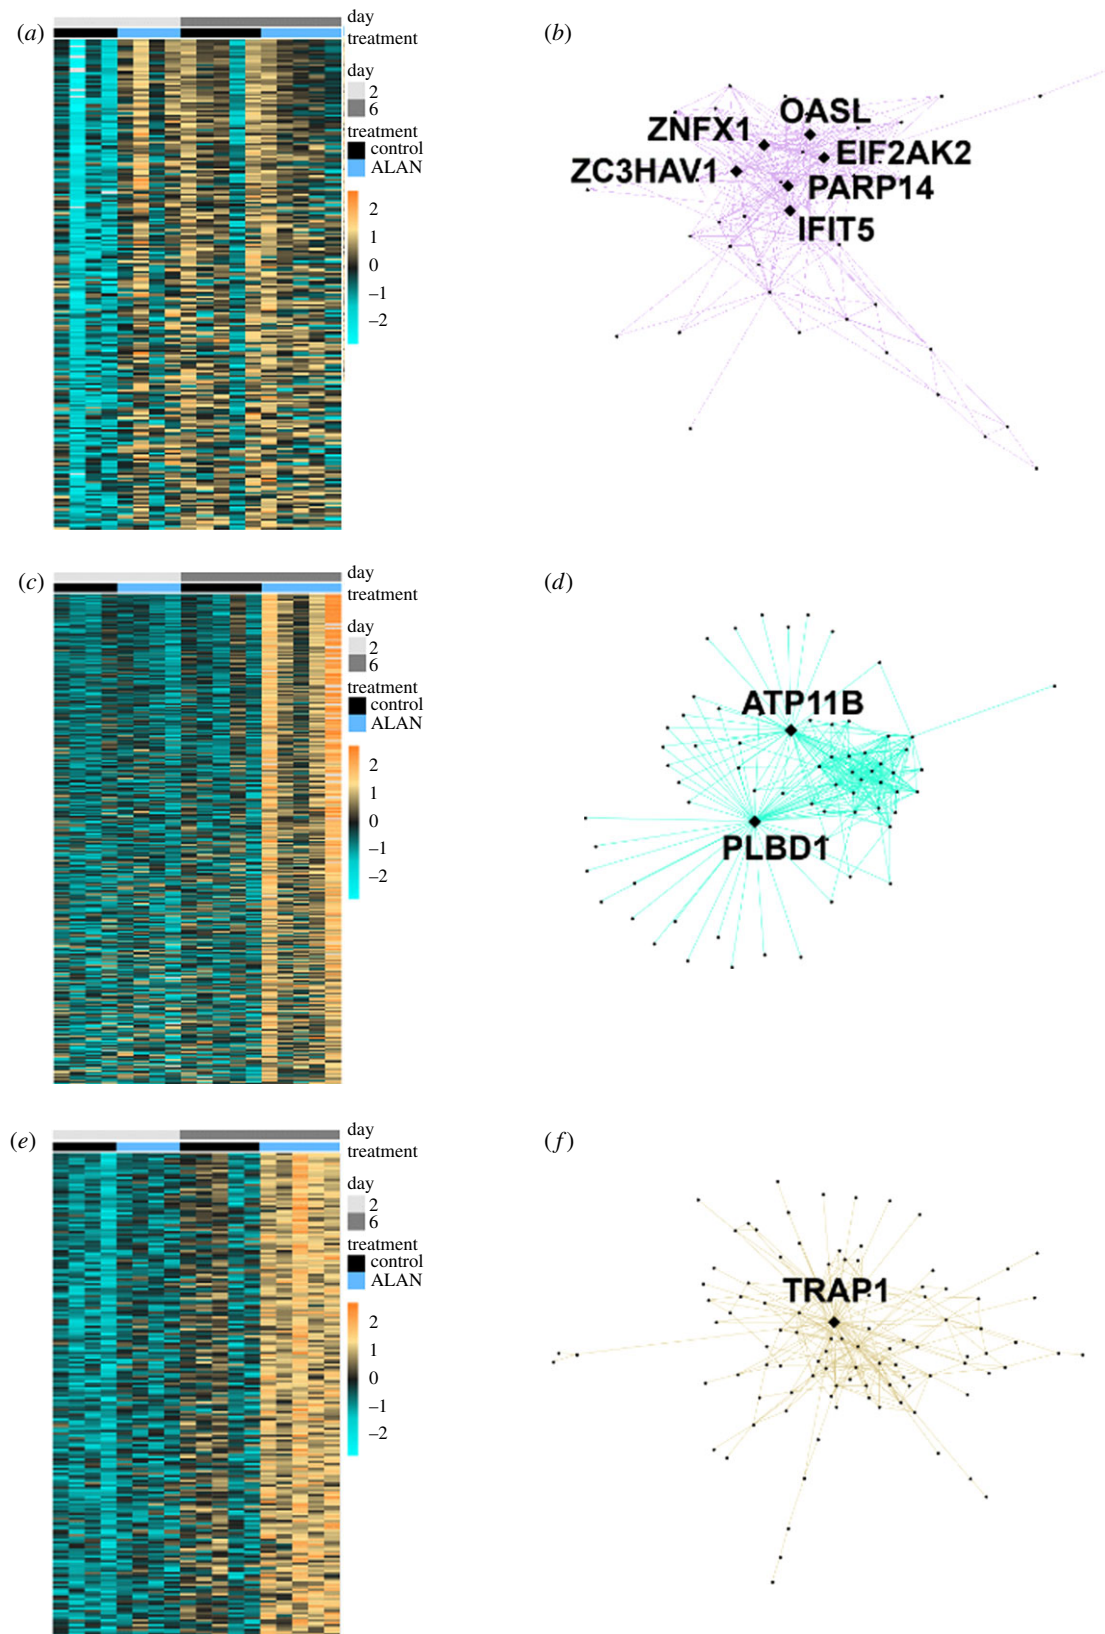 (a)
day
treatment
day
2
6
treatment
control
ALAN
2
1
0
–1
–2
(b)
OASL
ZNFX1
EIF2AK2
ZC3HAV1
PARP14
IFIT5
(c)
day
treatment
day
2
6
treatment
control
ALAN
2
1
0
–1
–2
(d)
ATP11B
PLBD1
(e)
day
treatment
day
2
6
treatment
control
ALAN
2
1
0
–1
–2
(f)
TRAP1